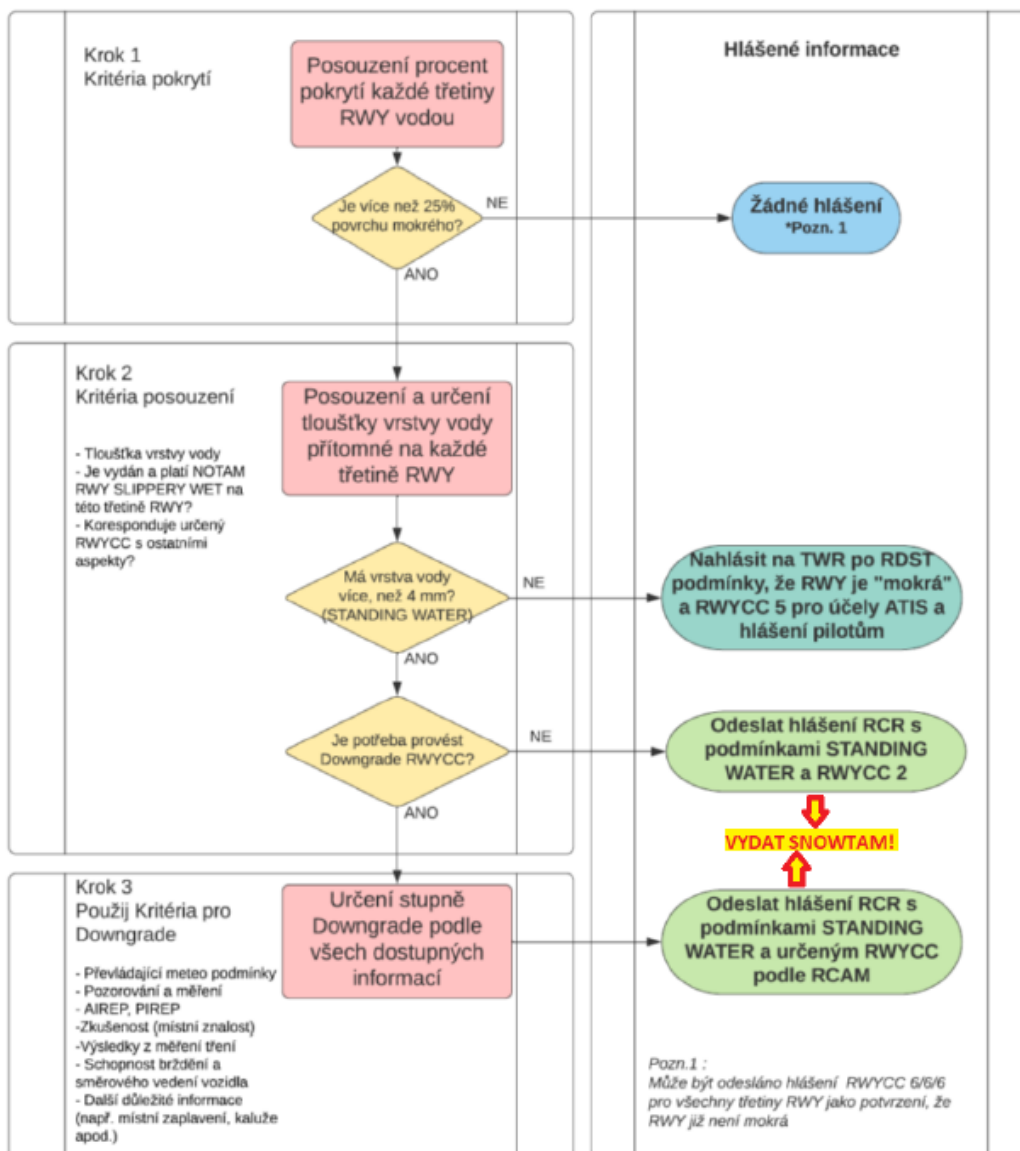 Krok 1
Kritéria pokrytí
Posouzení procent
pokrytí každé třetiny
RWY vodou
Je více než 25%
povrchu mokrého?
NE
ANO
Hlášené informace
Žádné hlášení
*Pozn. 1
Krok 2
Kritéria posouzení
- Tloušťka vrstvy vody
- Je vydán a platí NOTAM
RWY SLIPPERY WET na
této třetině RWY?
- Koresponduje určený
RWYCC s ostatními
aspekty?
Posouzení a určení
tloušťky vrstvy vody
přítomné na každé
třetině RWY
Má vrstva vody
více, než 4 mm?
(STANDING WATER)
NE
ANO
Nahlásit na TWR po RDST
podmínky, že RWY je "mokrá"
a RWYCC 5 pro účely ATIS a
hlášení pilotům
Je potřeba provést
Downgrade RWYCC?
NE
ANO
Odeslat hlášení RCR s
podmínkami STANDING
WATER a RWYCC 2
VYDAT SNOWTAM!
Krok 3
Použij Kritéria pro
Downgrade
- Převládající meteo podmínky
- Pozorování a měření
- AIREP, PIREP
-Zkušenost (místní znalost)
-Výsledky z měření tření
- Schopnost brždění a
směrového vedení vozidla
- Další důležité informace
(např. místní zaplavení, kaluže
apod.)
Určení stupně
Downgrade podle
všech dostupných
informací
Odeslat hlášení RCR s
podmínkami STANDING
WATER a určeným RWYCC
podle RCAM
Pozn.1 :
Může být odesláno hlášení RWYCC 6/6/6
pro všechny třetiny RWY jako potvrzení, že
RWY již není mokrá